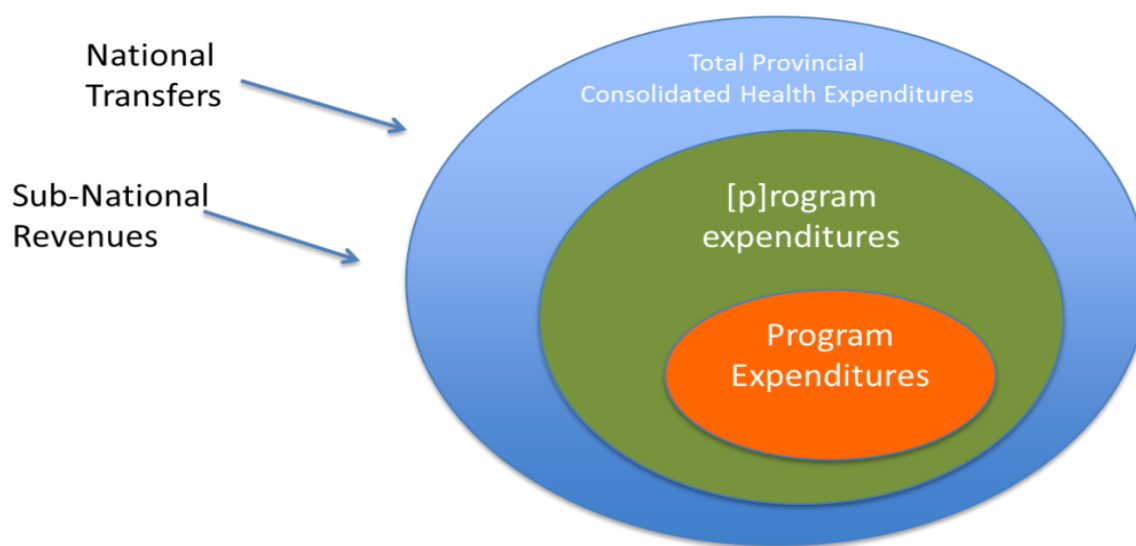 National
Transfers
Sub-National
Revenues
Total Provincial
Consolidated Health Expenditures
[p]rogram
expenditures
Program
Expenditures